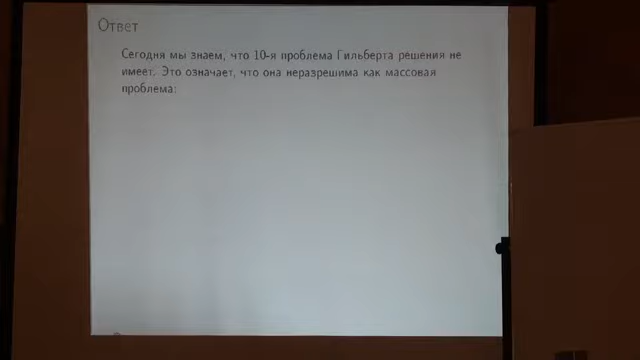 Ответ
Сегодня мы знаем, что 10-я проблема Гильберта решения не
имеет. Это означает, что она неразрешима как массовая
проблема: